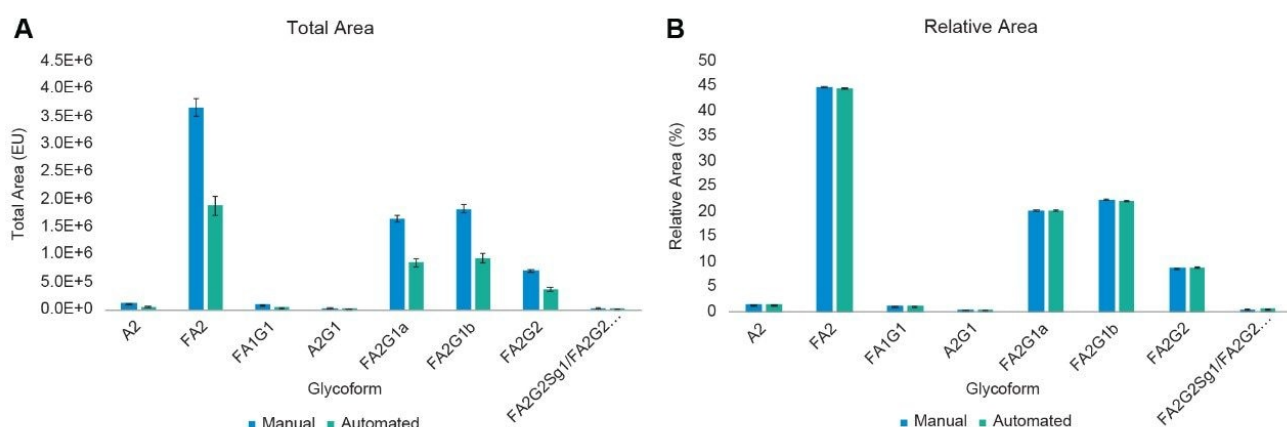 A
Total Area
4.5E+6
4.0E+6
3.5E+6
3.0E+6
2.5E+6
2.0E+6
1.5E+6
1.0E+6
5.0E+5
0.0E+0
Total Area (EU)
A2
FA2
FA1G1
A2G1
FA2G1a
FA2G1b
FA2G2
FA2G2Sg1/FA2G2...
Glycoform
Manual Automated
B
Relative Area
50
45
40
35
30
25
20
15
10
5
0
Relative Area (%)
A2
FA2
FA1G1
A2G1
FA2G1a
FA2G1b
FA2G2
FA2G2Sg1/FA2G2...
Glycoform
Manual Automated